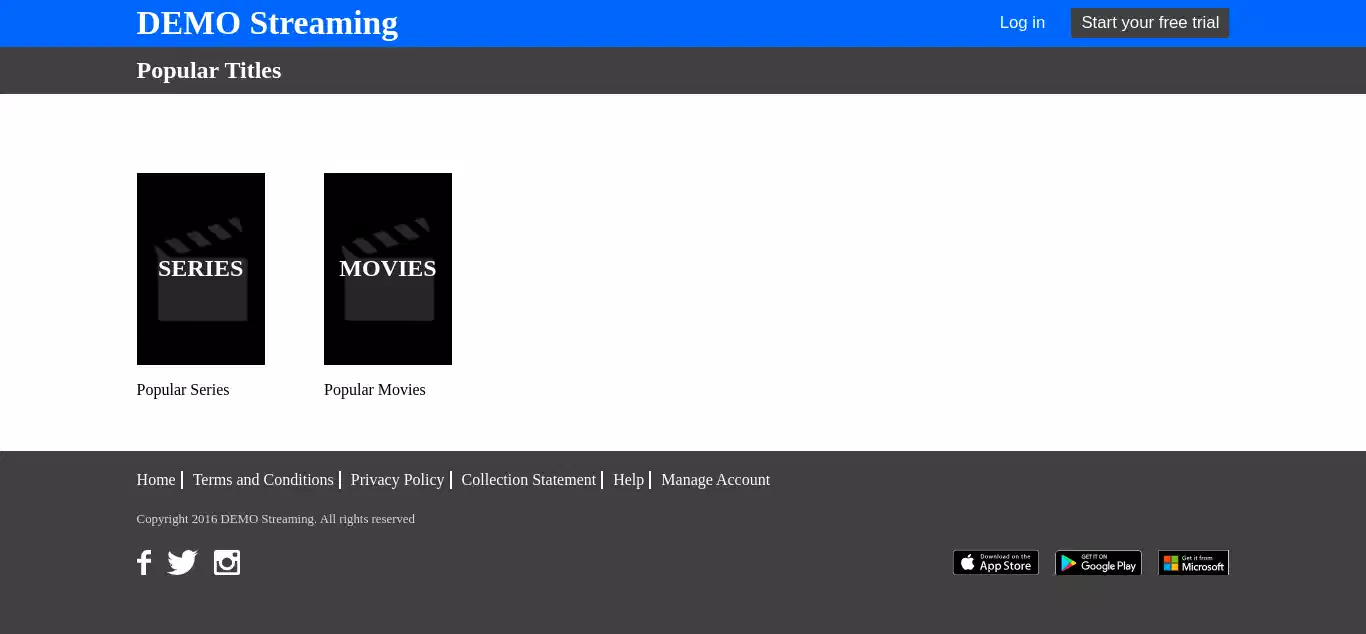 DEMO Streaming
Log in
Start your free trial
Popular Titles
SERIES
MOVIES
Popular Series
Popular Movies
Home
Terms and Conditions
Privacy Policy
Collection Statement
Help
Manage Account
Copyright 2016 DEMO Streaming. All rights reserved
Download on the
App Store
GET IT ON
Google Play
Get it from
Microsoft